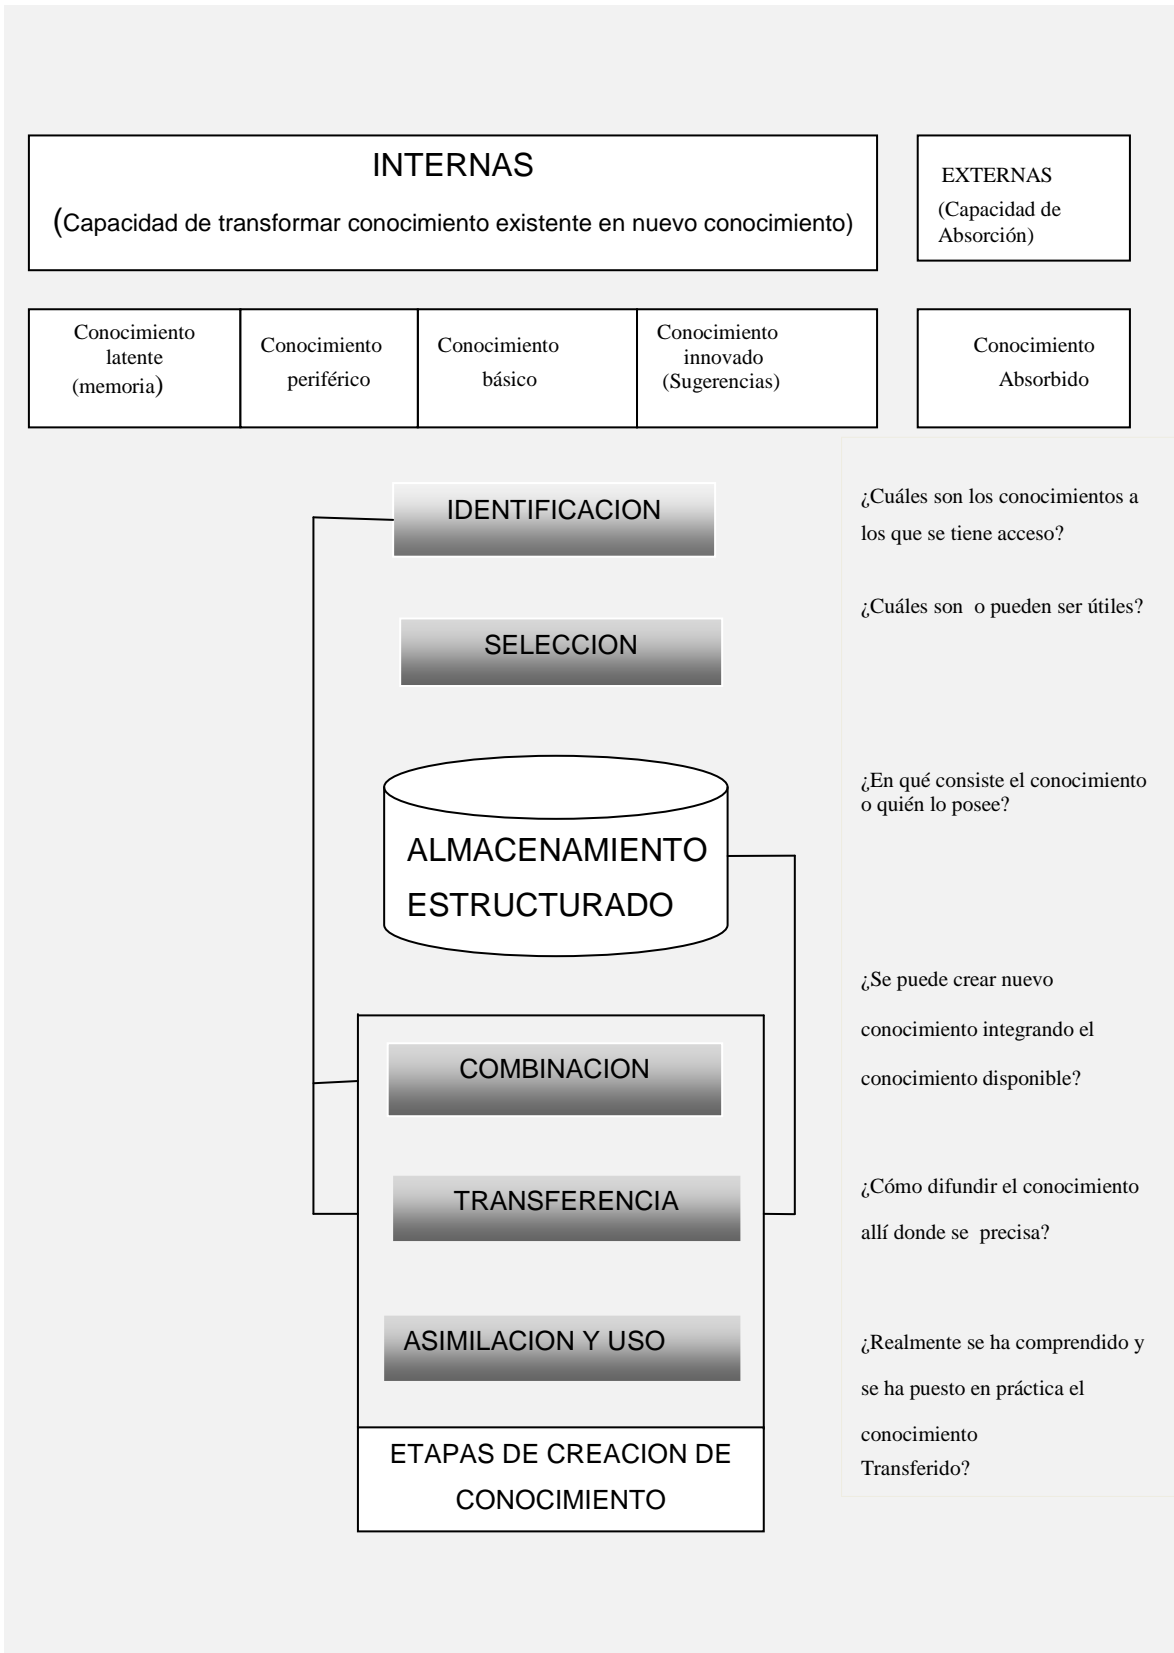 INTERNAS
(Capacidad de transformar conocimiento existente en nuevo conocimiento)
EXTERNAS
(Capacidad de
Absorción)
Conocimiento
latente
(memoria)
Conocimiento
periférico
Conocimiento
básico
Conocimiento
innovado
(Sugerencias)
Conocimiento
Absorbido
IDENTIFICACION
¿Cuáles son los conocimientos a
los que se tiene acceso?
SELECCION
¿Cuáles son o pueden ser útiles?
ALMACENAMIENTO
ESTRUCTURADO
¿En qué consiste el conocimiento
o quién lo posee?
COMBINACION
¿Se puede crear nuevo
conocimiento integrando el
conocimiento disponible?
TRANSFERENCIA
¿Cómo difundir el conocimiento
allí donde se precisa?
ASIMILACION Y USO
¿Realmente se ha comprendido y
se ha puesto en práctica el
conocimiento
Transferido?
ETAPAS DE CREACION DE
CONOCIMIENTO